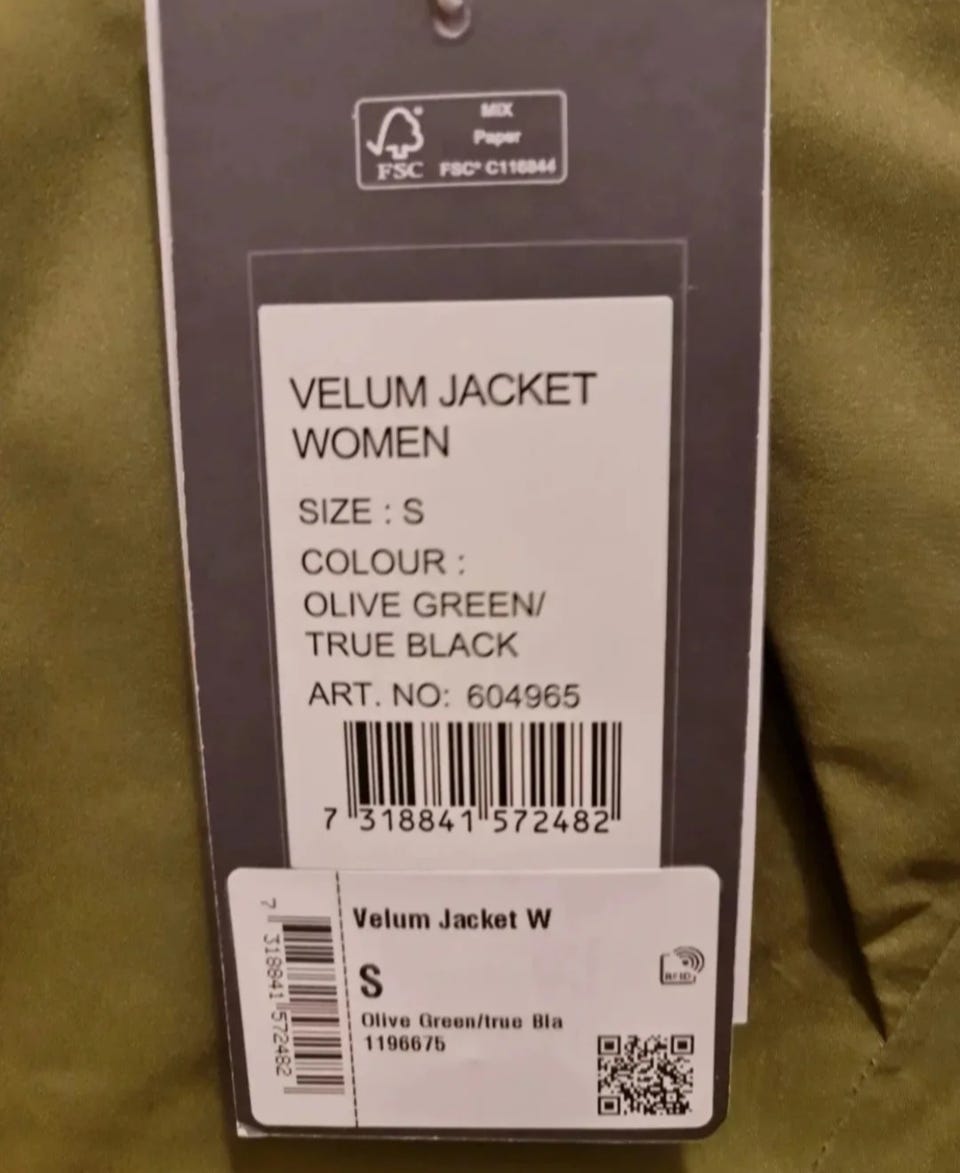 MIX
Paper
FSC
FSC® C116844
VELUM JACKET
WOMEN
SIZE : S
COLOUR :
OLIVE GREEN/
TRUE BLACK
ART. NO: 604965
7 318841 572482
7 318841 572482
Velum Jacket W
S
RFID
Olive Green/true Bla
1196675